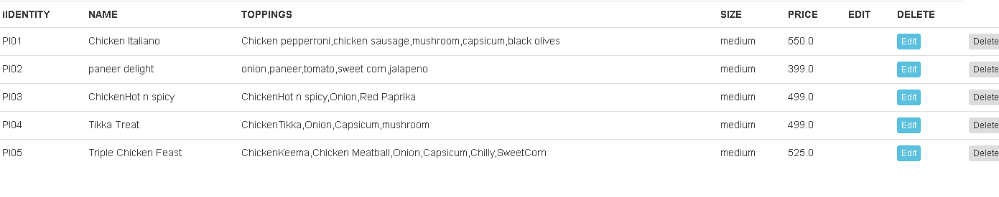 iIDENTITY NAME TOPPINGS SIZE PRICE EDIT DELETE
PI01 Chicken Italiano Chicken pepperroni,chicken sausage,mushroom,capsicum,black olives medium 550.0 Edit Delete
PI02 paneer delight onion,paneer,tomato,sweet corn,jalapeno medium 399.0 Edit Delete
PI03 ChickenHot n spicy ChickenHot n spicy,Onion,Red Paprika medium 499.0 Edit Delete
PI04 Tikka Treat ChickenTikka,Onion,Capsicum,mushroom medium 499.0 Edit Delete
PI05 Triple Chicken Feast ChickenKeema,Chicken Meatball,Onion,Capsicum,Chilly,SweetCorn medium 525.0 Edit Delete